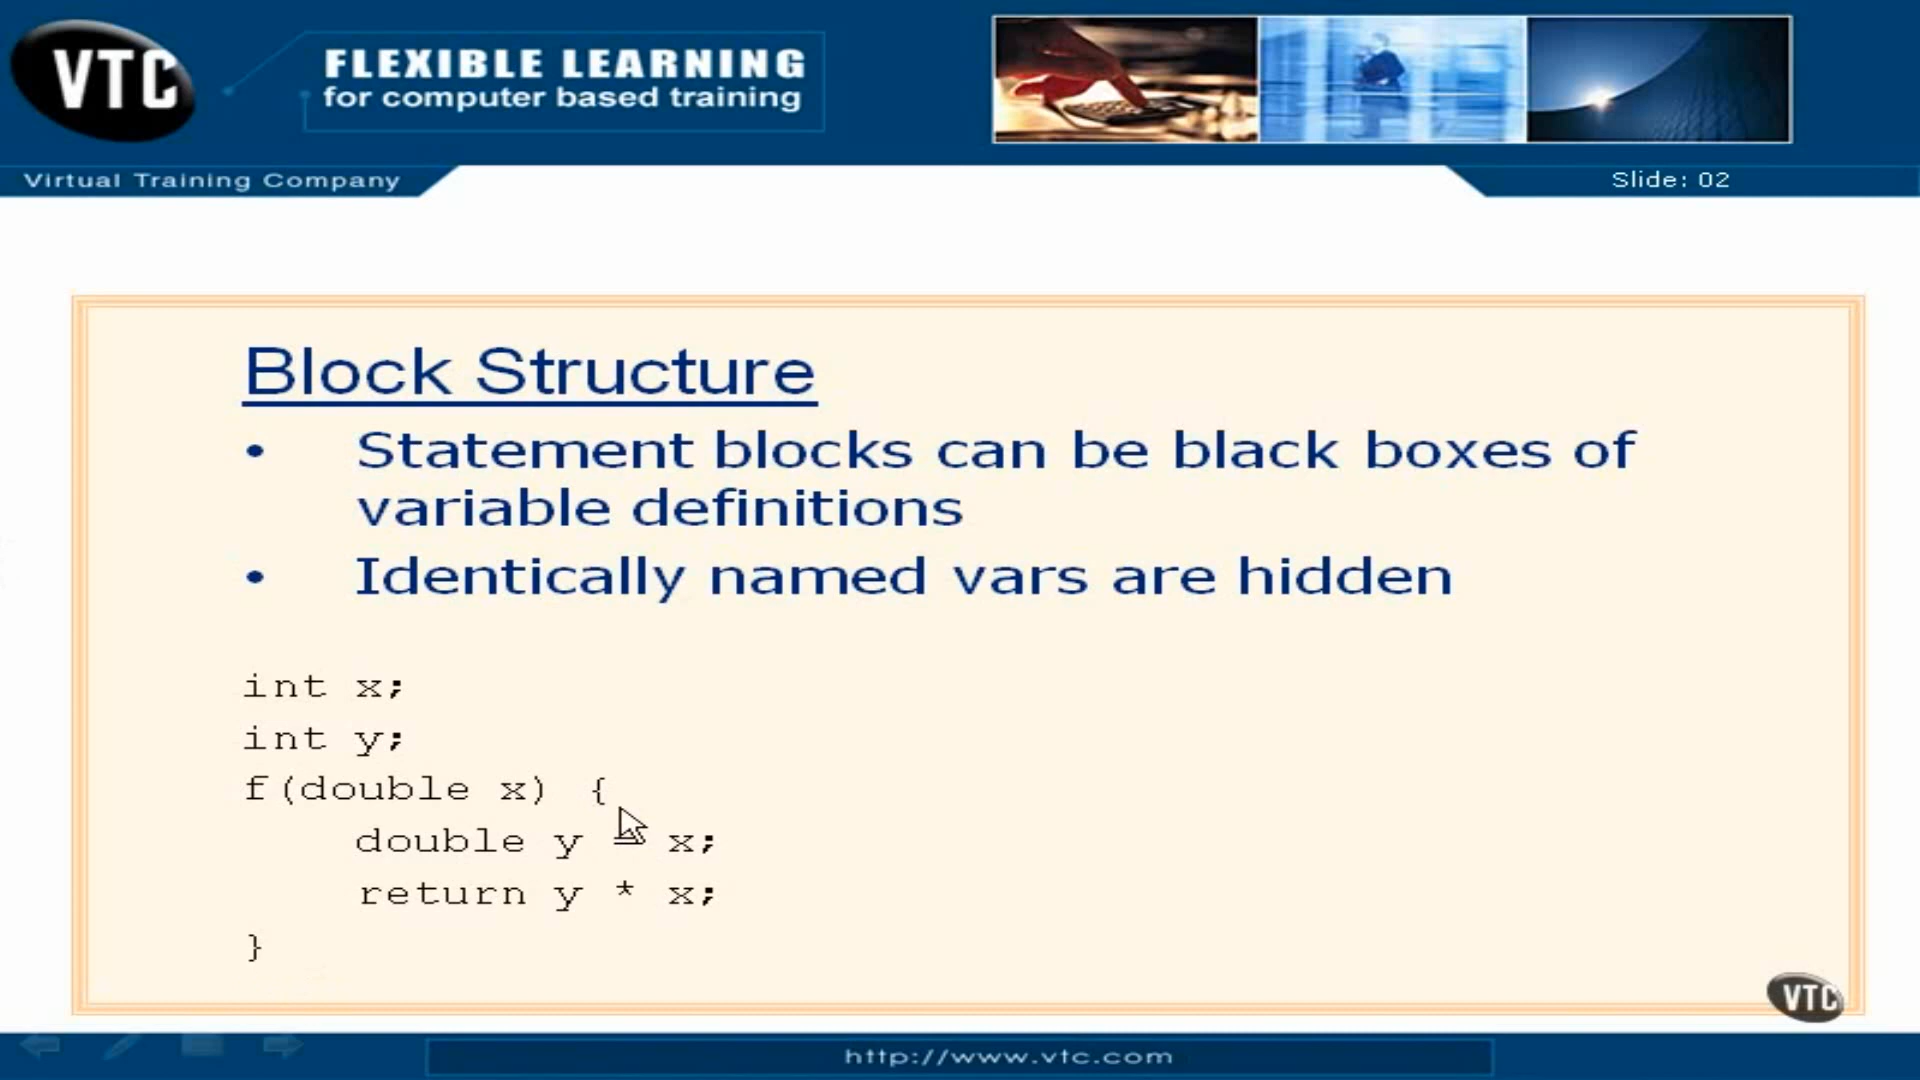 VTC
FLEXIBLE LEARNING
for computer based training
Virtual Training Company
Slide: 02
Block Structure
• Statement blocks can be black boxes of
variable definitions
• Identically named vars are hidden
int x;
int y;
f(double x) {
double y = x;
return y * x;
}
VTC
http://www.vtc.com